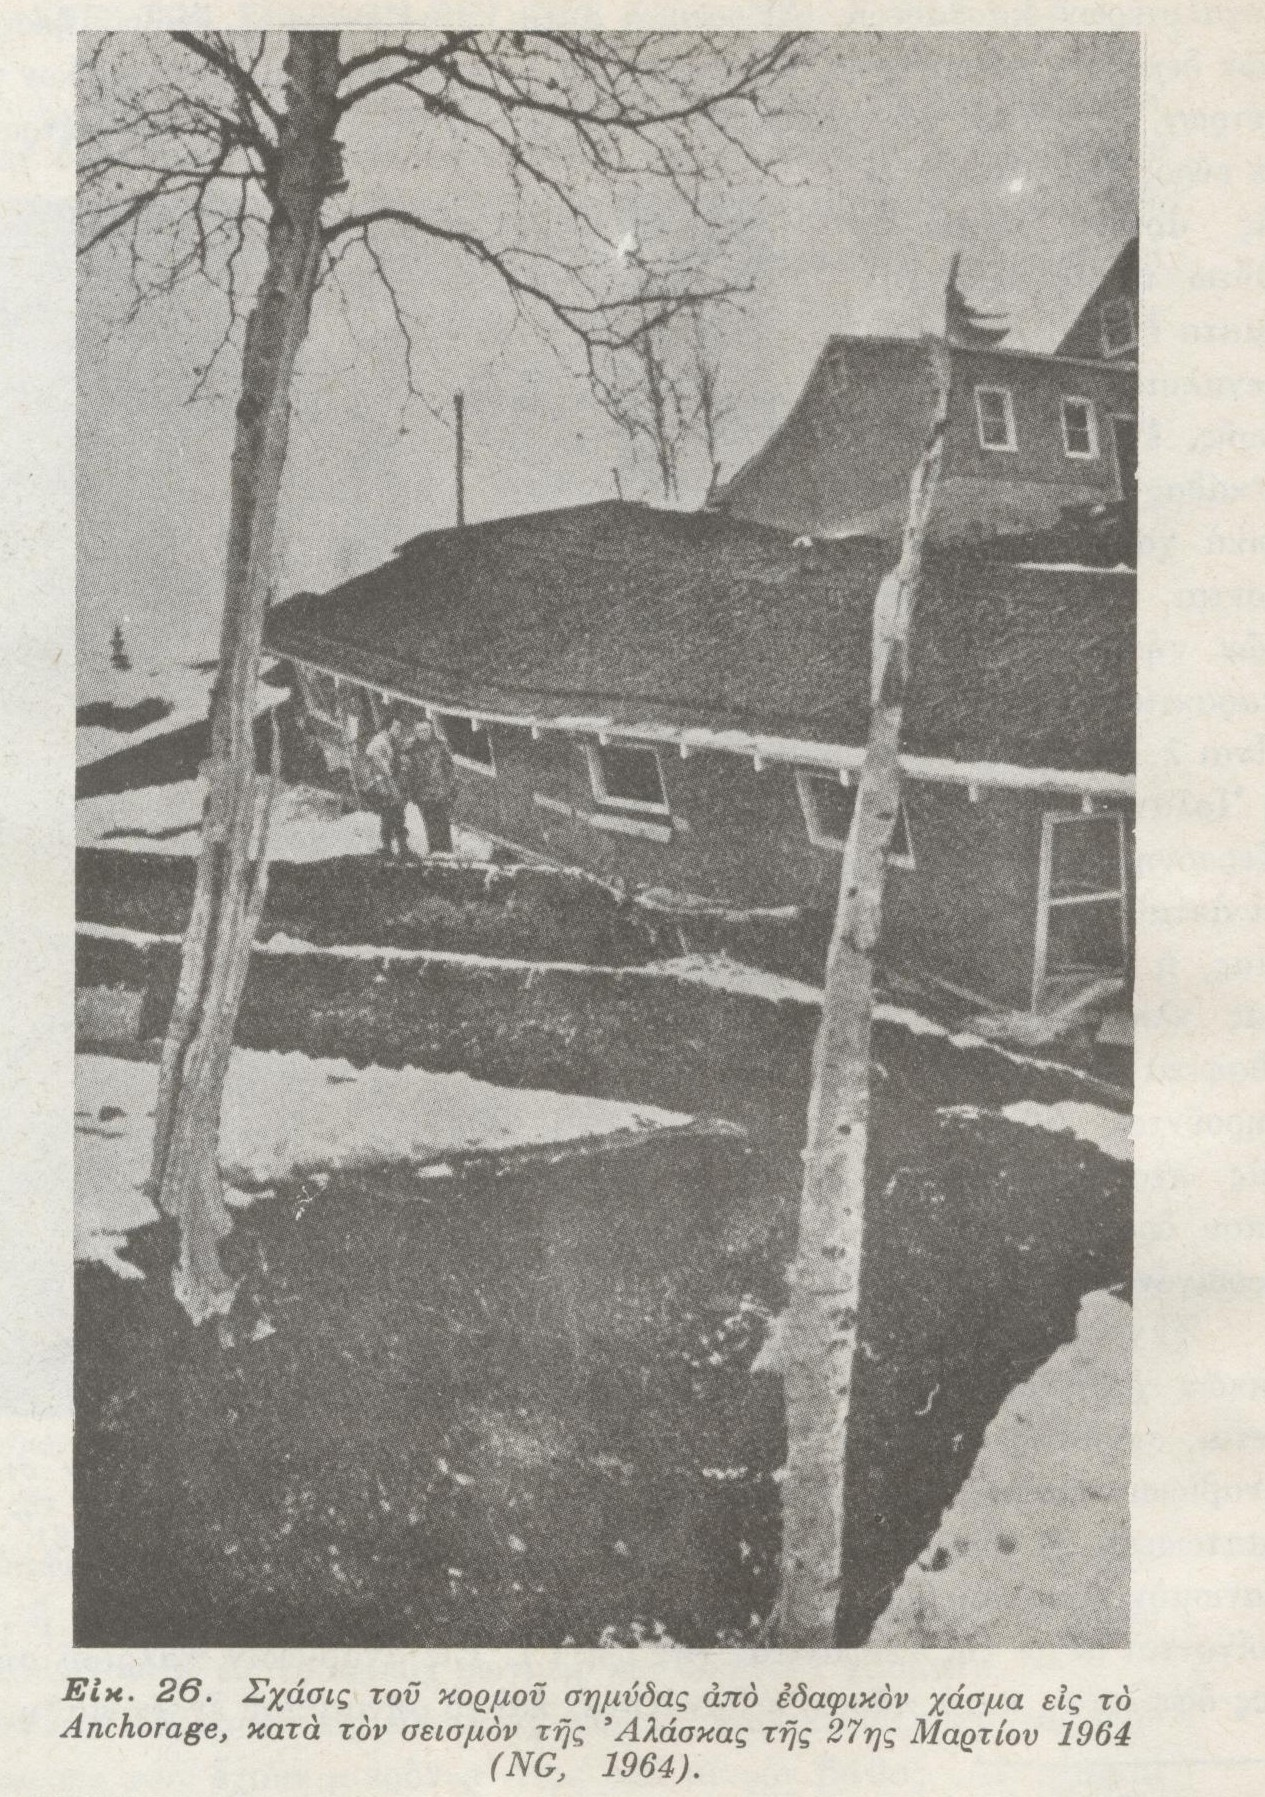 Εἰκ. 26. Σχάσις τοῦ κορμοῦ σημύδας ἀπὸ ἐδαφικὸν χάσμα εἰς τὸ
Anchorage, κατὰ τὸν σεισμὸν τῆς Ἀλάσκας τῆς 27ης Μαρτίου 1964
(NG, 1964).